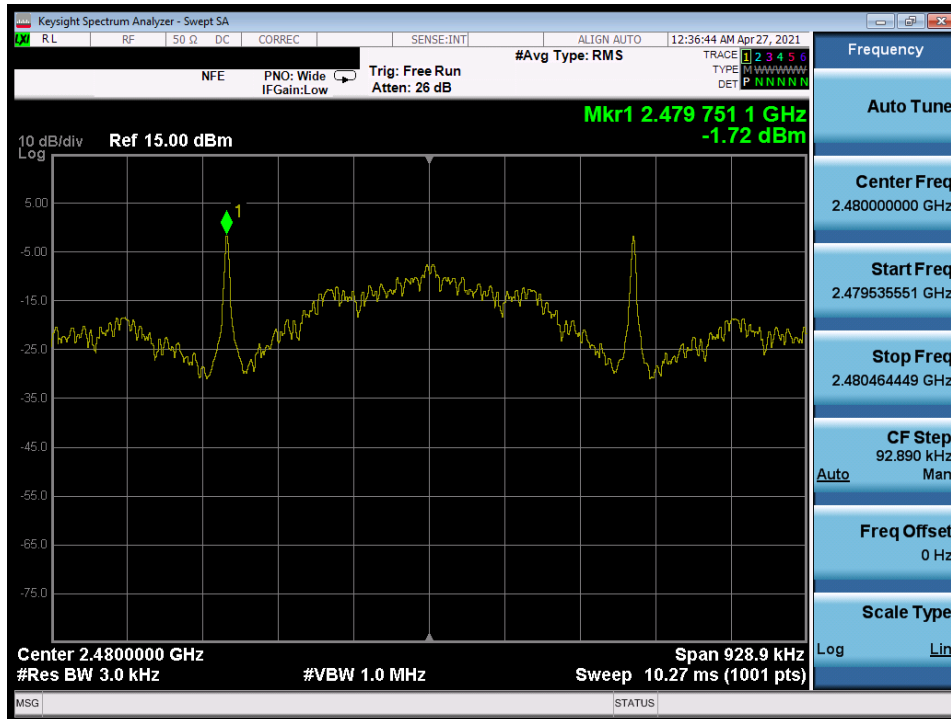 Keysight Spectrum Analyzer - Swept SA
LXI RL RF 50 Ω DC CORREC SENSE:INT ALIGN AUTO 12:36:44 AM Apr 27, 2021
#Avg Type: RMS
NFE
PNO: Wide
IFGain:Low
Trig: Free Run
Atten: 26 dB
TRACE 1 2 3 4 5 6
TYPE M W W W W W
DET P N N N N N
Mkr1 2.479 751 1 GHz
-1.72 dBm
10 dB/div Ref 15.00 dBm
Log
1
5.00
-5.00
-15.0
-25.0
-35.0
-45.0
-55.0
-65.0
-75.0
Center 2.4800000 GHz Span 928.9 kHz
#Res BW 3.0 kHz #VBW 1.0 MHz Sweep 10.27 ms (1001 pts)
MSG STATUS
Frequency
Auto Tune
Center Freq
2.480000000 GHz
Start Freq
2.479535551 GHz
Stop Freq
2.480464449 GHz
CF Step
92.890 kHz
Auto Man
Freq Offset
0 Hz
Scale Type
Log Lin